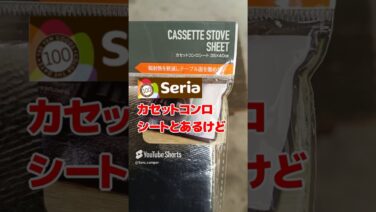 CASSETTE STOVE
SHEET
カセットコンロシート
100
Seria
カセットコンロ
シートとあるけど
YouTube Shorts